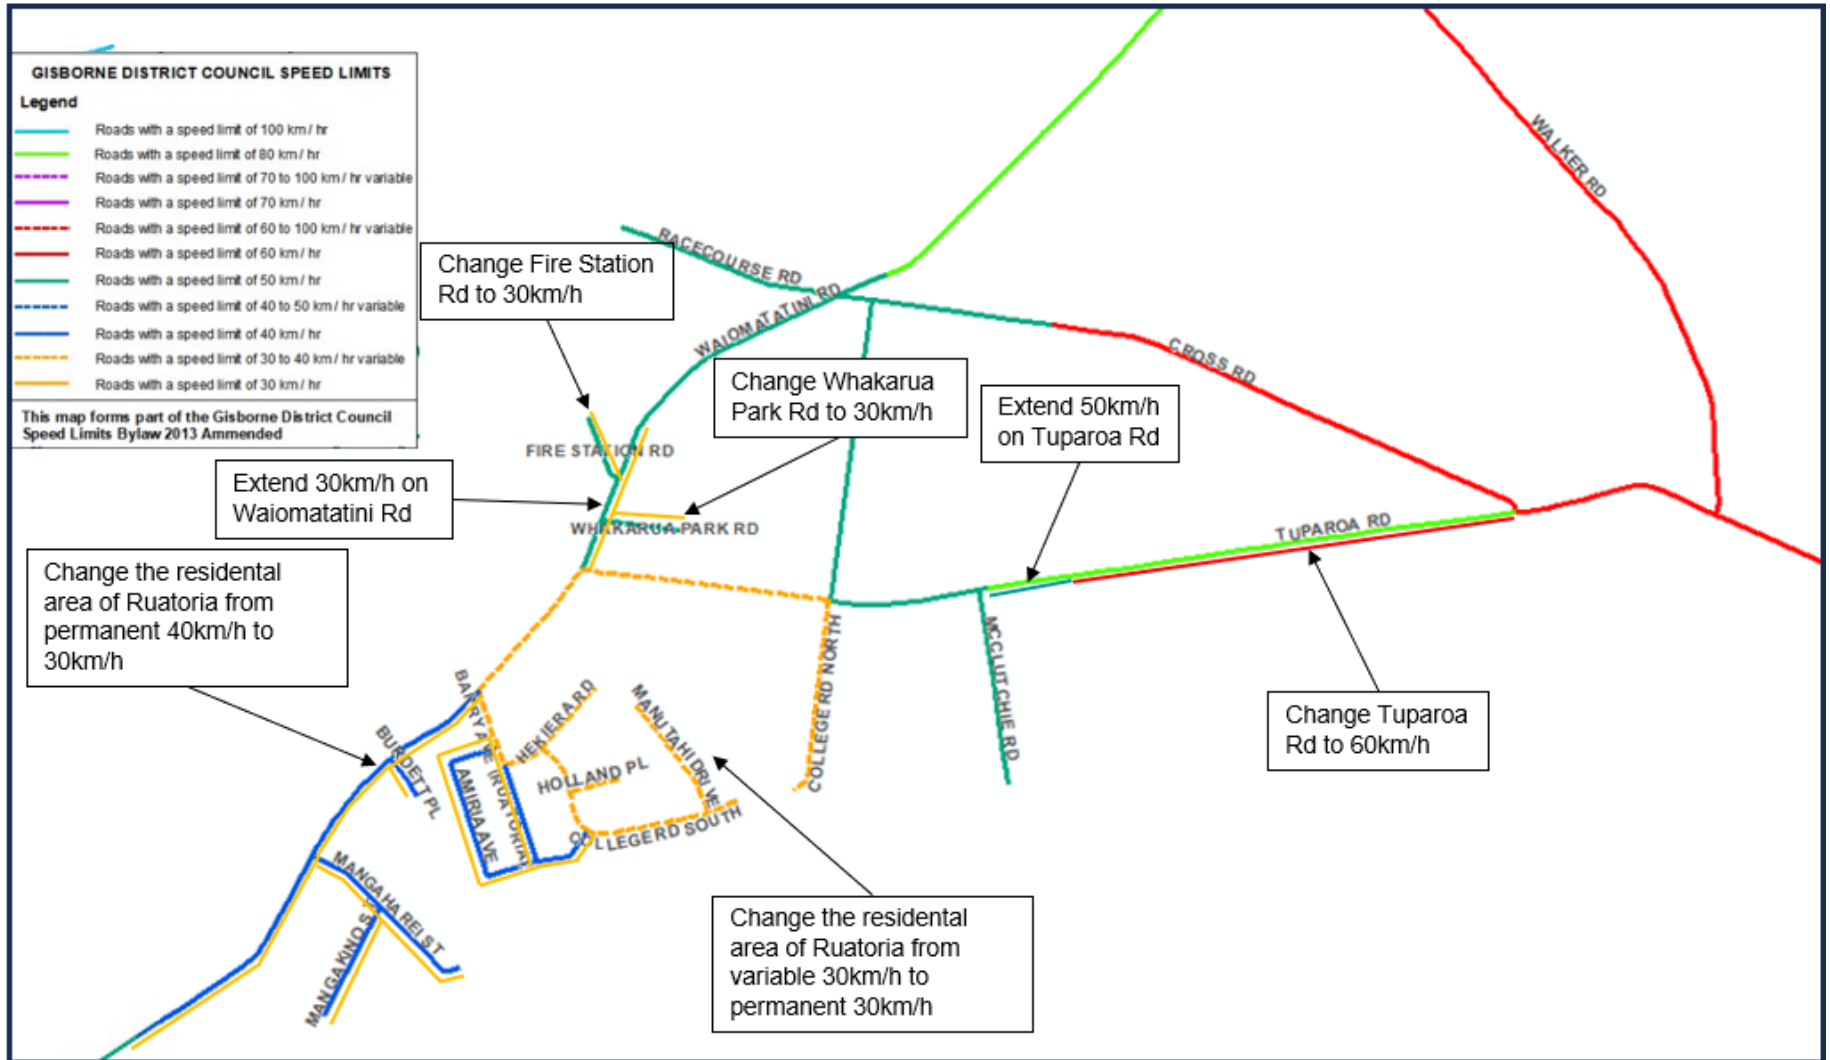 GISBORNE DISTRICT COUNCIL SPEED LIMITS
Legend
Roads with a speed limit of 100 km / hr
Roads with a speed limit of 80 km / hr
Roads with a speed limit of 70 to 100 km / hr variable
Roads with a speed limit of 70 km / hr
Roads with a speed limit of 60 to 100 km / hr variable
Roads with a speed limit of 60 km / hr
Roads with a speed limit of 50 km / hr
Roads with a speed limit of 40 to 50 km / hr variable
Roads with a speed limit of 40 km / hr
Roads with a speed limit of 30 to 40 km / hr variable
Roads with a speed limit of 30 km / hr
This map forms part of the Gisborne District Council
Speed Limits Bylaw 2013 Ammended
WALKER RD
RACECOURSE RD
WAIOMATATINI RD
CROSS RD
Change Fire Station
Rd to 30km/h
Change Whakarua
Park Rd to 30km/h
Extend 50km/h
on Tuparoa Rd
FIRE STATION RD
Extend 30km/h on
Waiomatatini Rd
WHAKARUA PARK RD
TUPAROA RD
Change the residental
area of Ruatoria from
permanent 40km/h to
30km/h
COLLEGE RD NORTH
MCCLUTCHIE RD
BARRY AVE (RUATORIA)
HEKIERA RD
MANUTAHI DRIVE
Change Tuparoa
Rd to 60km/h
BURDETT PL
AMIRIA AVE
HOLLAND PL
COLLEGE RD SOUTH
MANGAHAREI ST
MANGAKINO ST
Change the residental
area of Ruatoria from
variable 30km/h to
permanent 30km/h